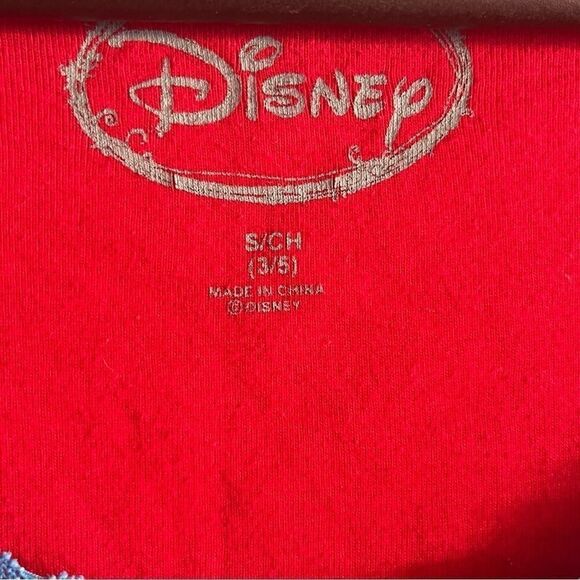 Disney
S/CH
(3/5)
MADE IN CHINA
© DISNEY